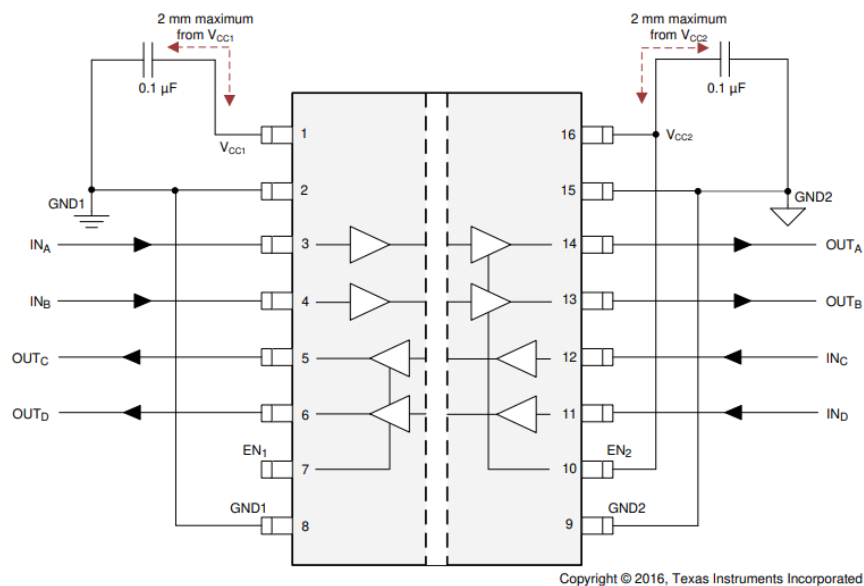 2 mm maximum
from VCC1
0.1 µF
VCC1
GND1
INA
INB
OUTC
OUTD
EN1
GND1
1
2
3
4
5
6
7
8
16
15
14
13
12
11
10
9
2 mm maximum
from VCC2
0.1 µF
VCC2
GND2
OUTA
OUTB
INC
IND
EN2
GND2
Copyright © 2016, Texas Instruments Incorporated